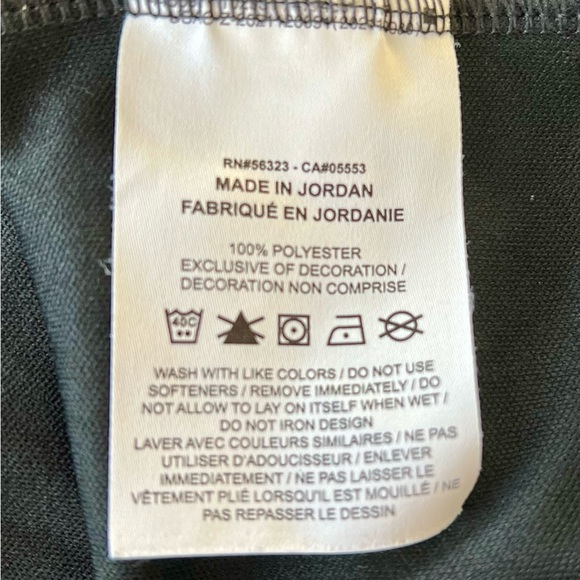 RN#56323 - CA#05553
MADE IN JORDAN
FABRIQUÉ EN JORDANIE
100% POLYESTER
EXCLUSIVE OF DECORATION /
DECORATION NON COMPRISE
40C
WASH WITH LIKE COLORS / DO NOT USE
SOFTENERS / REMOVE IMMEDIATELY / DO
NOT ALLOW TO LAY ON ITSELF WHEN WET /
DO NOT IRON DESIGN
LAVER AVEC COULEURS SIMILAIRES / NE PAS
UTILISER D'ADOUCISSEUR / ENLEVER
IMMÉDIATEMENT / NE PAS LAISSER LE
VÊTEMENT PLIÉ LORSQU'IL EST MOUILLÉ / NE
PAS REPASSER LE DESSIN